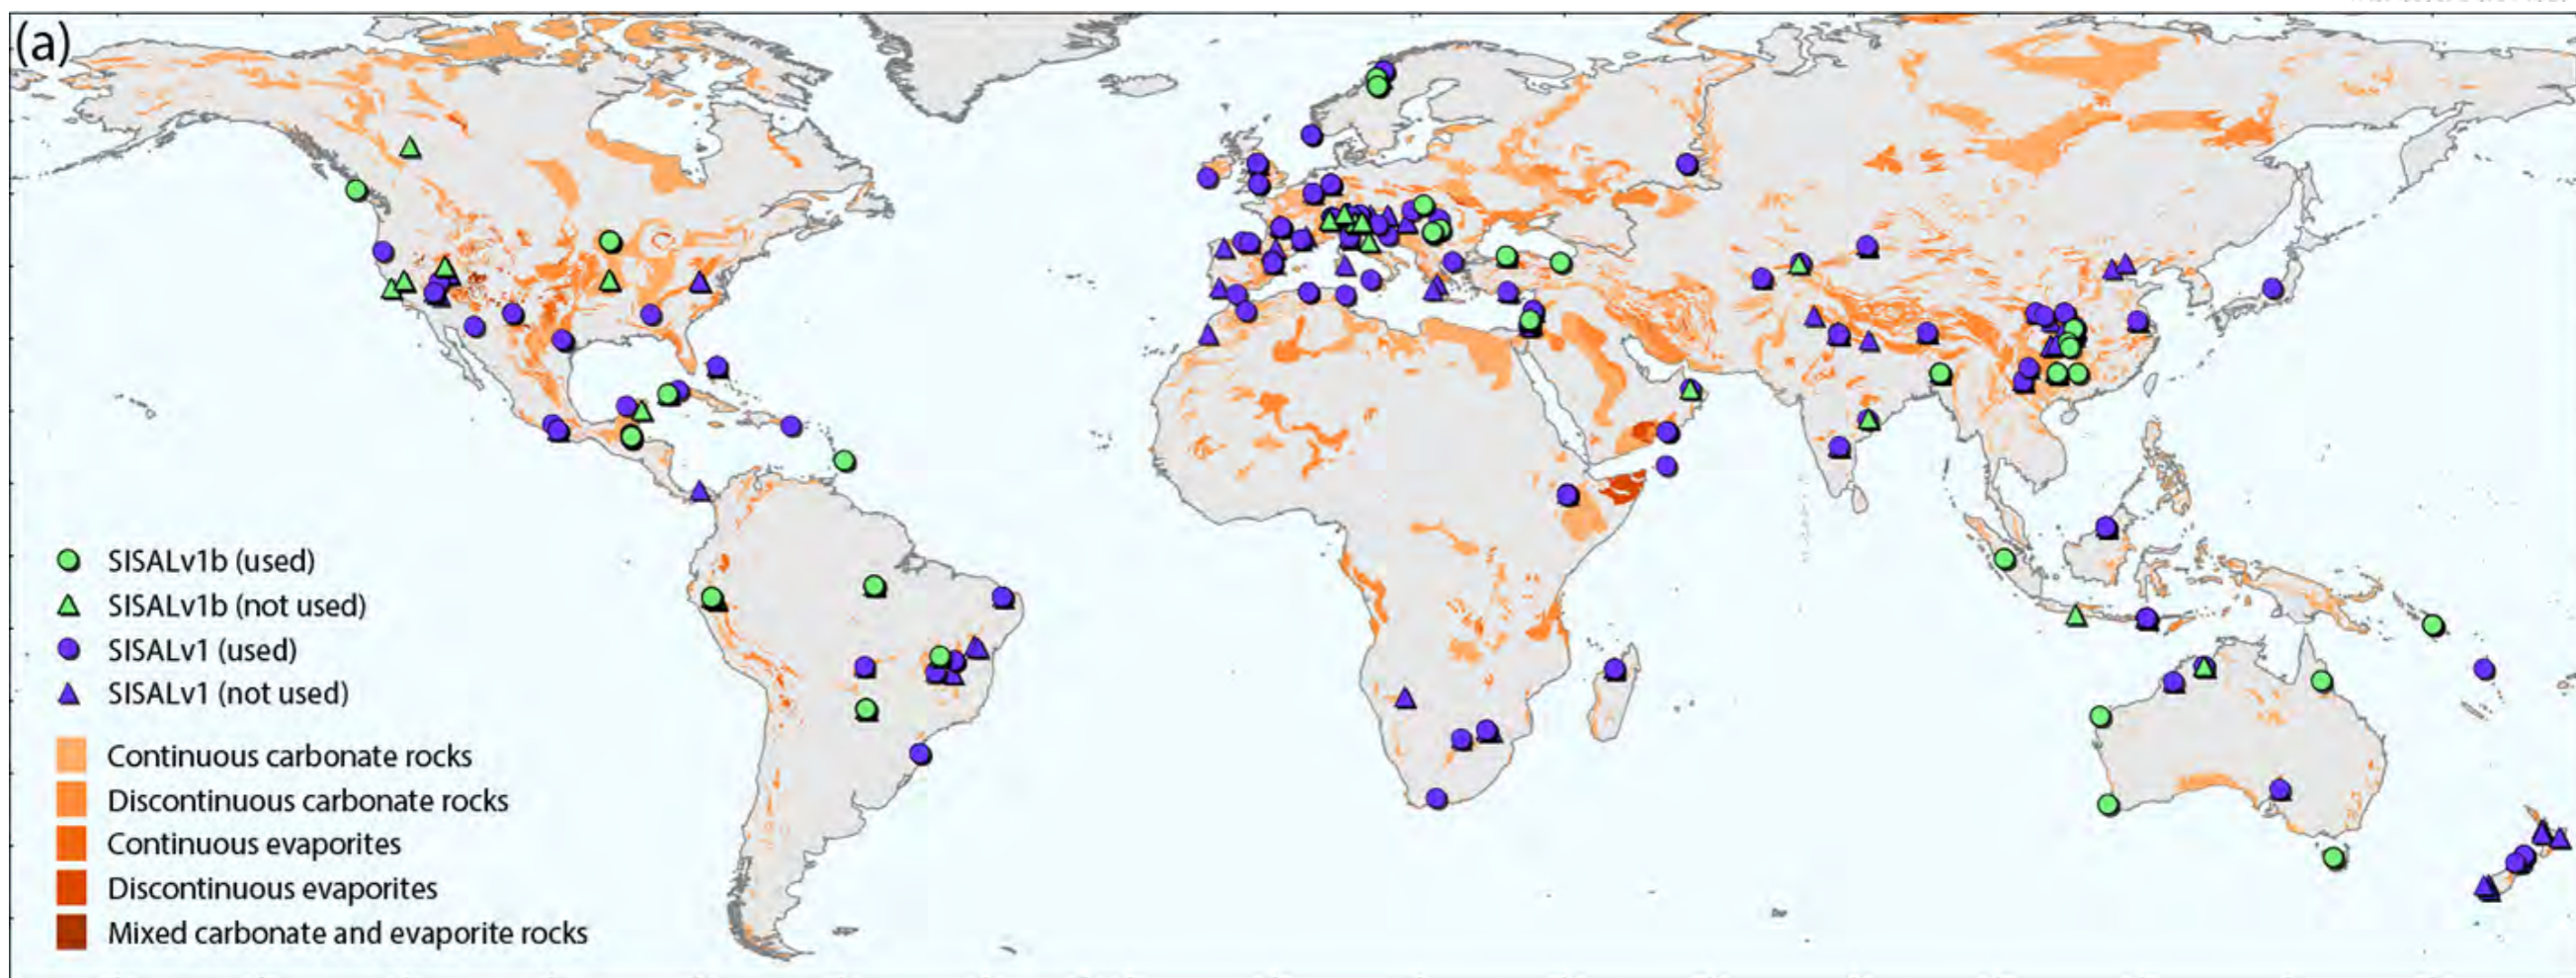 (a)
SISALv1b (used)
SISALv1b (not used)
SISALv1 (used)
SISALv1 (not used)
Continuous carbonate rocks
Discontinuous carbonate rocks
Continuous evaporites
Discontinuous evaporites
Mixed carbonate and evaporite rocks